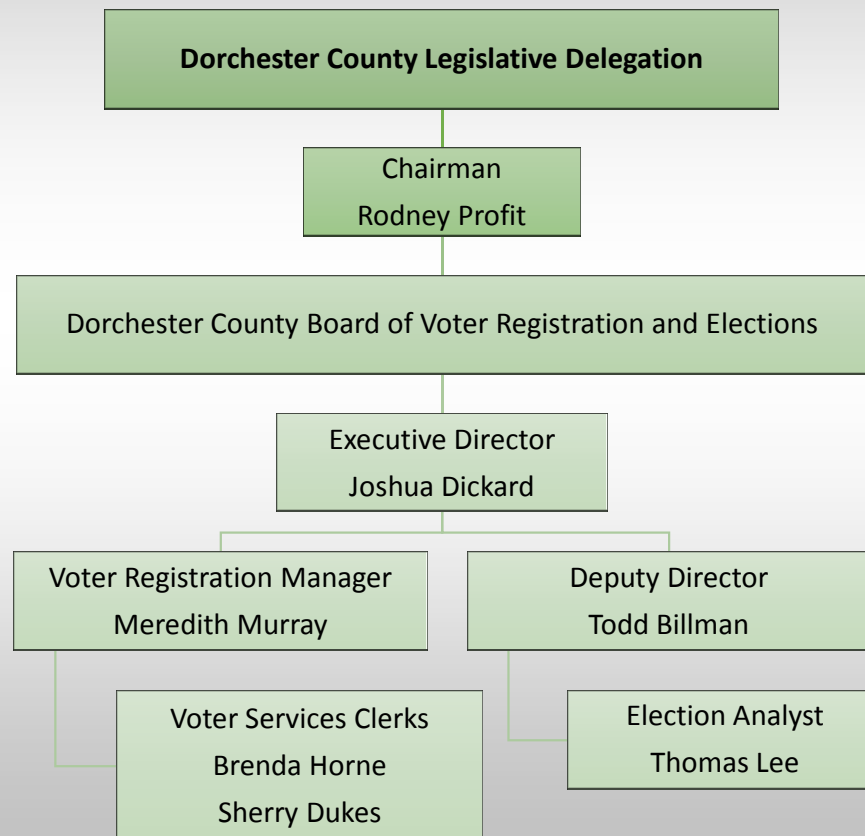 Dorchester County Legislative Delegation
Chairman
Rodney Profit
Dorchester County Board of Voter Registration and Elections
Executive Director
Joshua Dickard
Voter Registration Manager
Meredith Murray
Deputy Director
Todd Billman
Voter Services Clerks
Brenda Horne
Sherry Dukes
Election Analyst
Thomas Lee